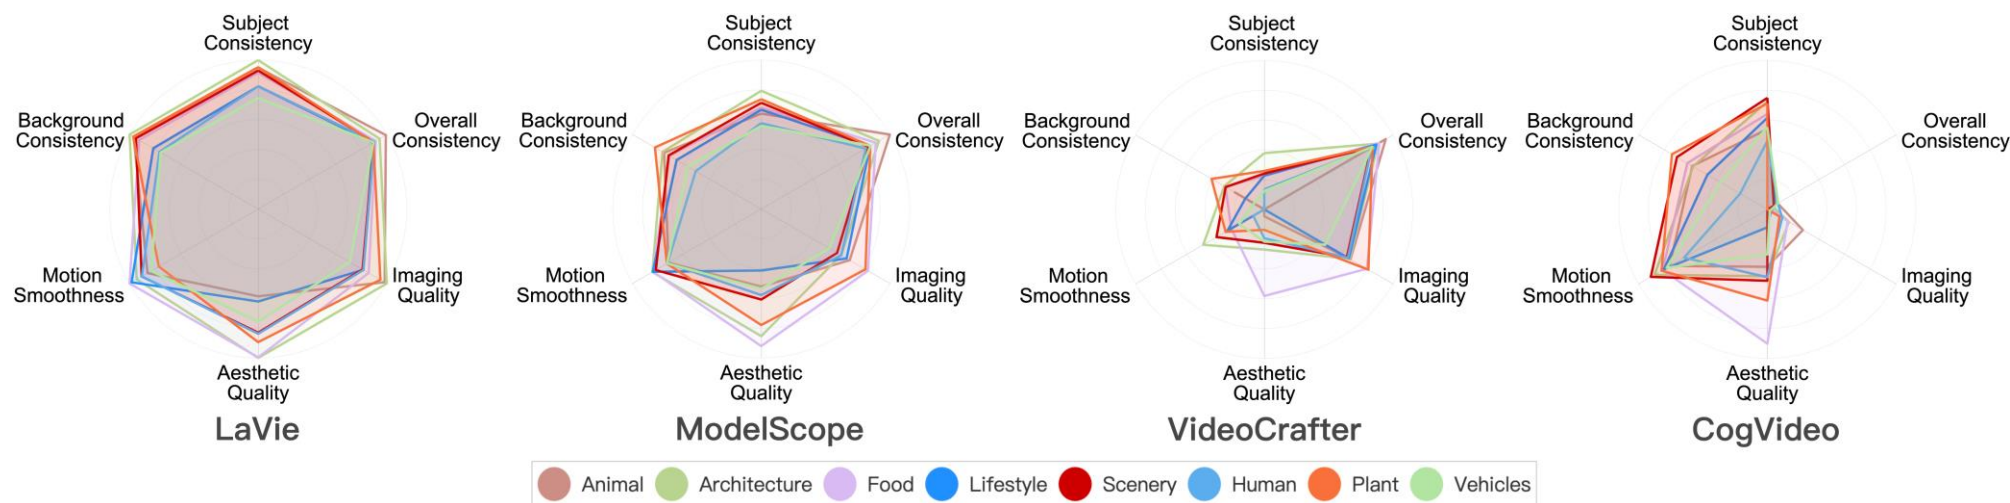 Subject
Consistency
Background
Consistency
Overall
Consistency
Motion
Smoothness
Imaging
Quality
Aesthetic
Quality
LaVie
Subject
Consistency
Background
Consistency
Overall
Consistency
Motion
Smoothness
Imaging
Quality
Aesthetic
Quality
ModelScope
Subject
Consistency
Background
Consistency
Overall
Consistency
Motion
Smoothness
Imaging
Quality
Aesthetic
Quality
VideoCrafter
Subject
Consistency
Background
Consistency
Overall
Consistency
Motion
Smoothness
Imaging
Quality
Aesthetic
Quality
CogVideo
Animal Architecture Food Lifestyle Scenery Human Plant Vehicles